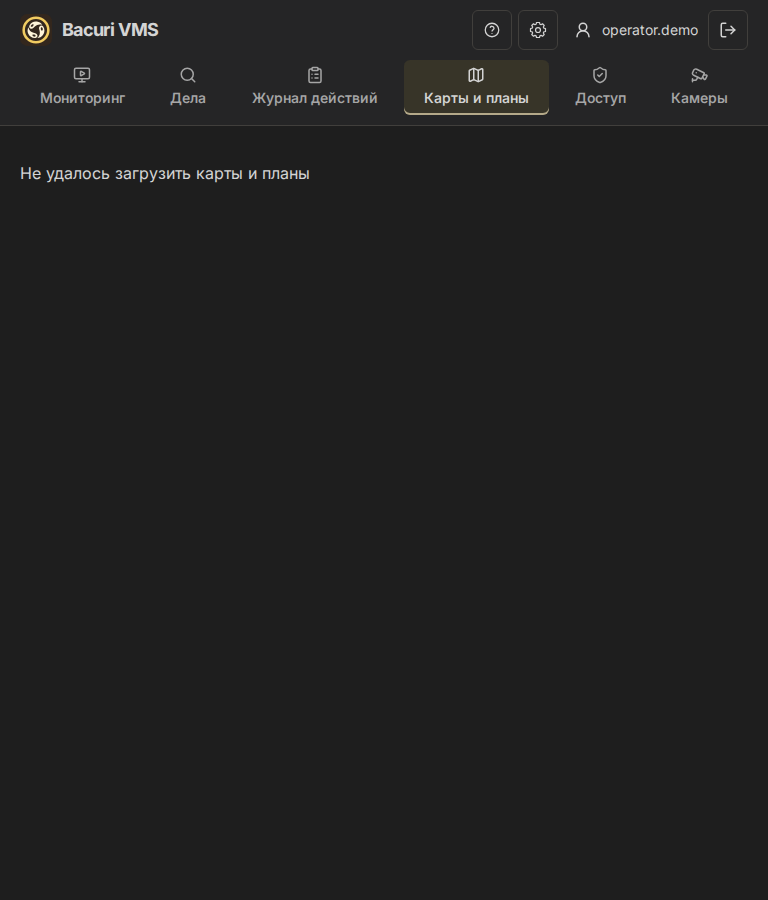 Bacuri VMS
operator.demo
Мониторинг
Дела
Журнал действий
Карты и планы
Доступ
Камеры
Не удалось загрузить карты и планы